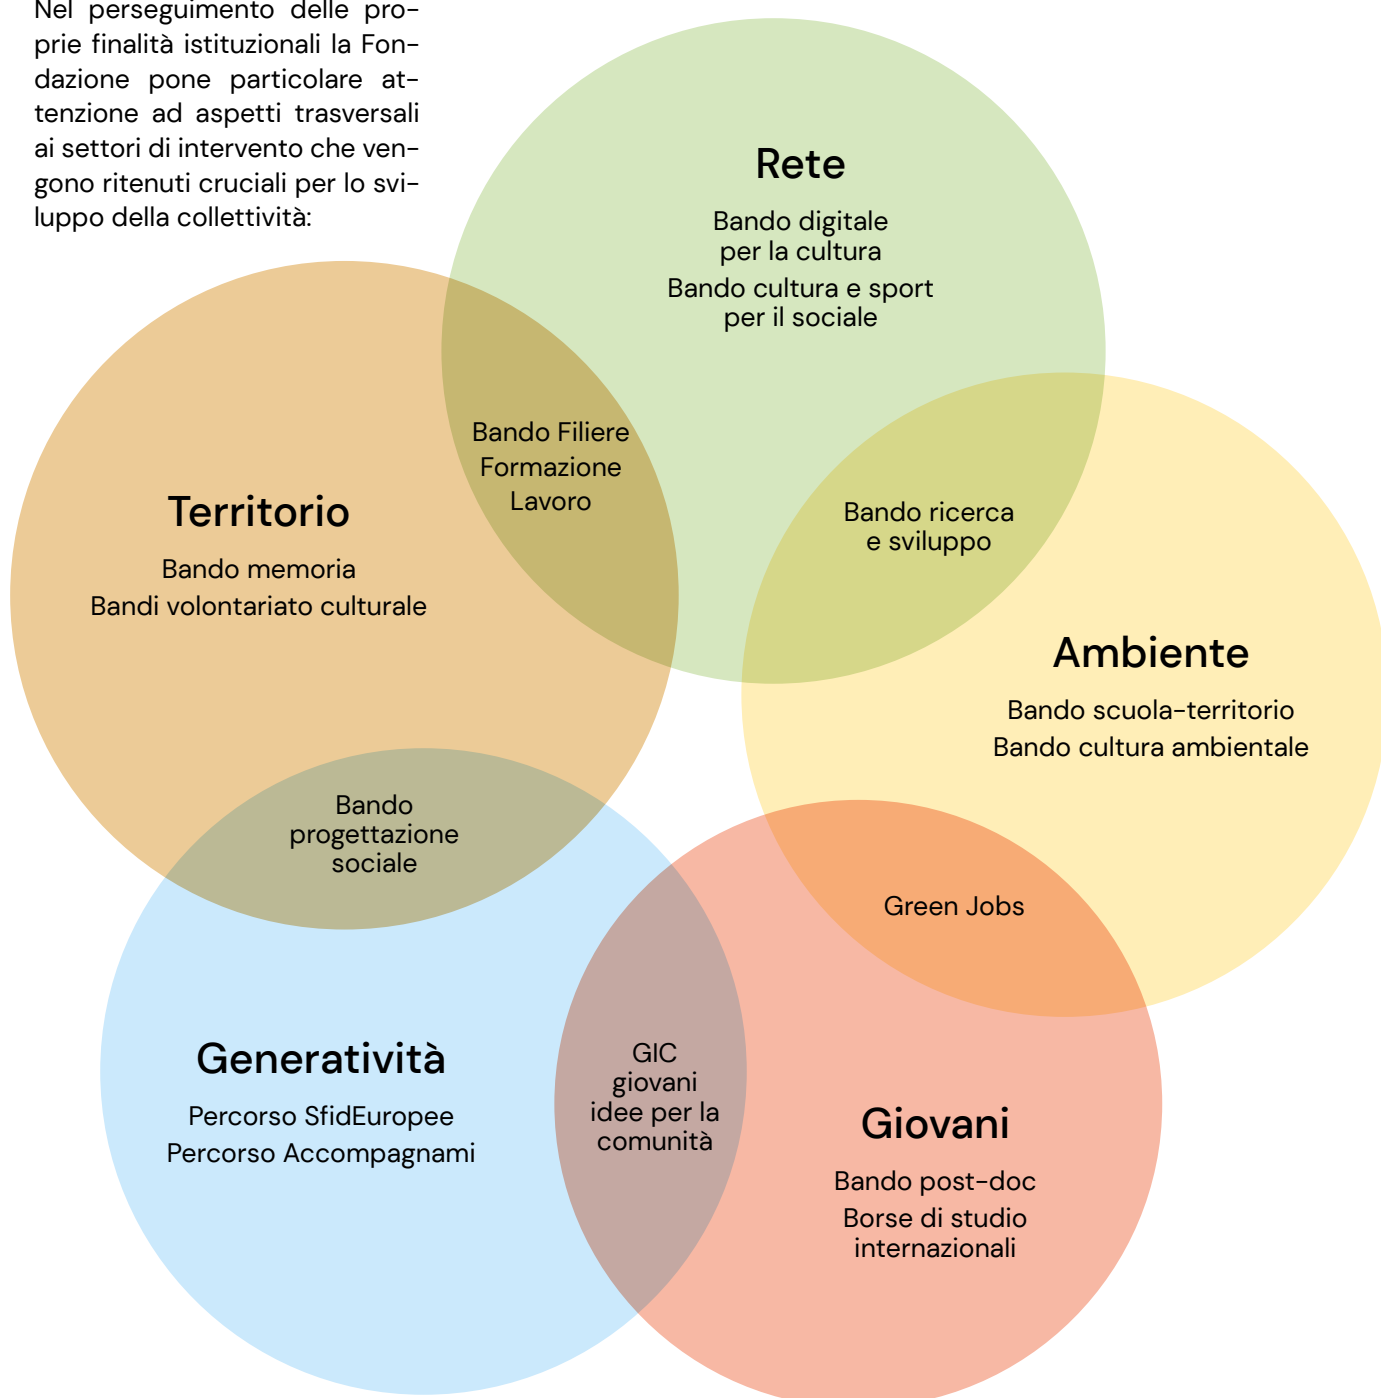 Nel perseguimento delle pro-
prie finalità istituzionali la Fon-
dazione pone particolare at-
tenzione ad aspetti trasversali
ai settori di intervento che ven-
gono ritenuti cruciali per lo svi-
luppo della collettività:
Rete
Bando digitale
per la cultura
Bando cultura e sport
per il sociale
Bando Filiere
Formazione
Lavoro
Territorio
Bando memoria
Bandi volontariato culturale
Bando ricerca
e sviluppo
Ambiente
Bando scuola-territorio
Bando cultura ambientale
Bando
progettazione
sociale
Green Jobs
Generatività
Percorso SfidEuropee
Percorso Accompagnami
GIC
giovani
idee per la
comunità
Giovani
Bando post-doc
Borse di studio
internazionali